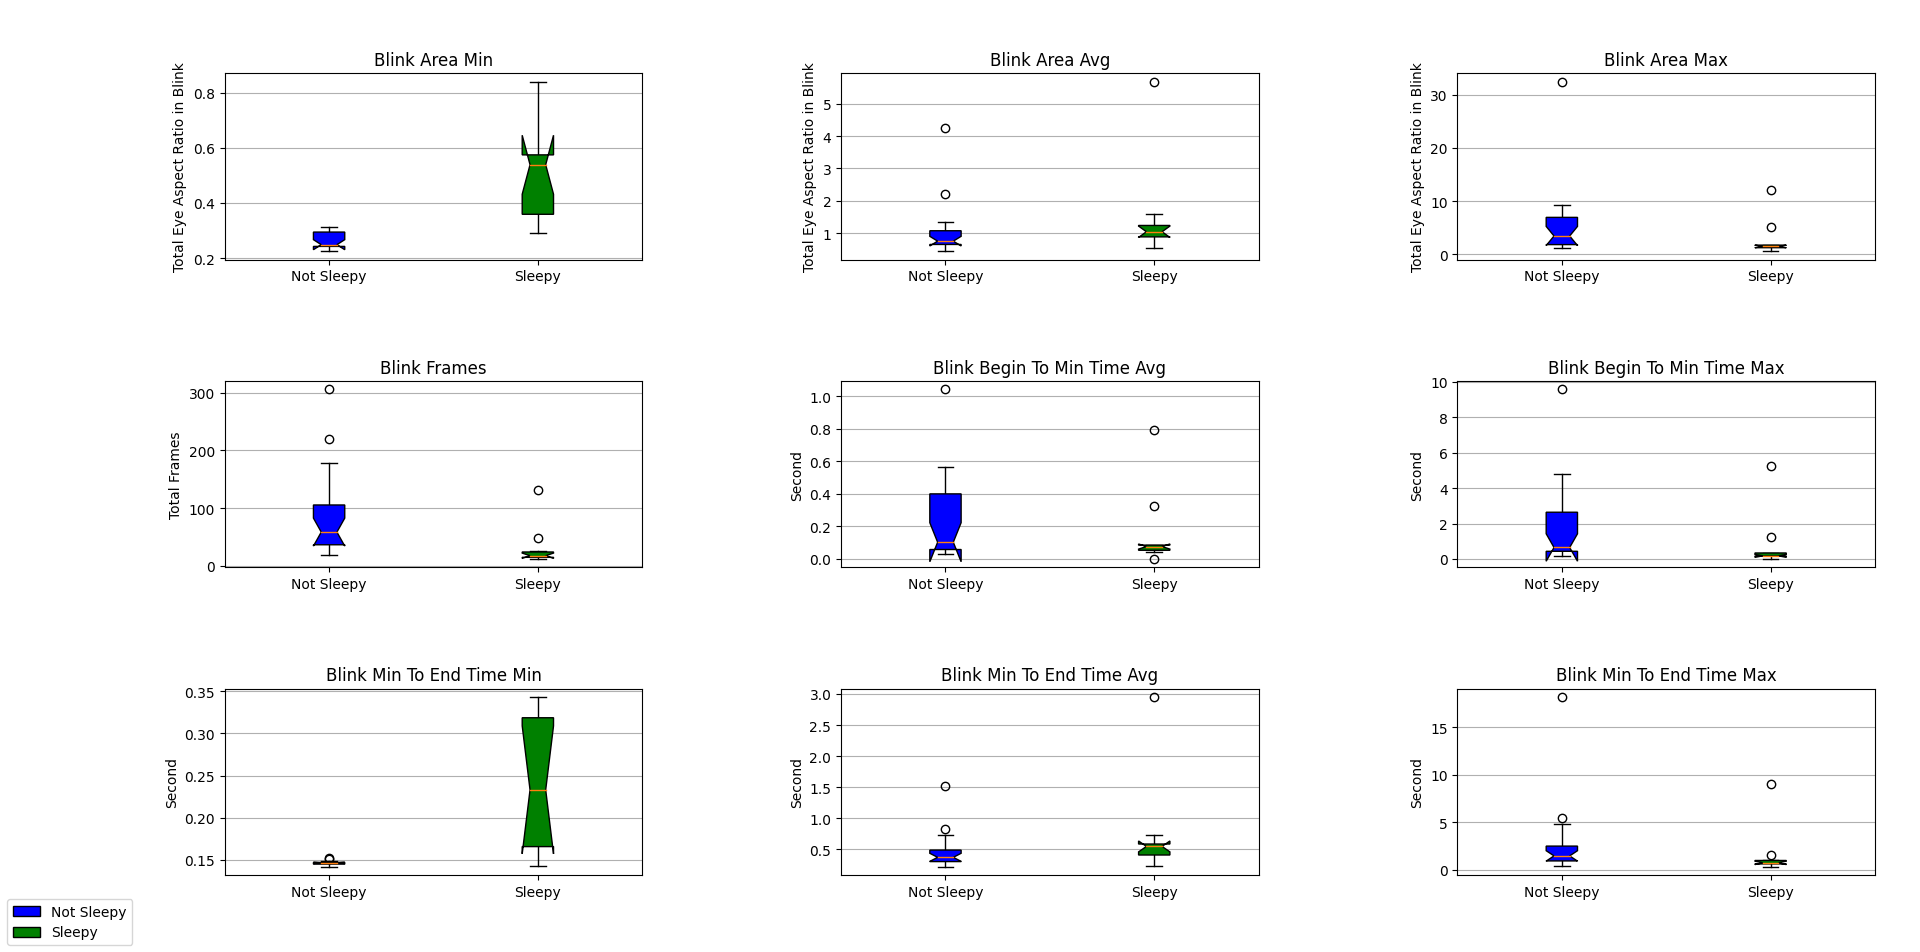 Blink Area Min
Total Eye Aspect Ratio in Blink
0.8
0.6
0.4
0.2
Not Sleepy
Sleepy
Blink Area Avg
Total Eye Aspect Ratio in Blink
5
4
3
2
1
Not Sleepy
Sleepy
Blink Area Max
Total Eye Aspect Ratio in Blink
30
20
10
0
Not Sleepy
Sleepy
Blink Frames
Total Frames
300
200
100
0
Not Sleepy
Sleepy
Blink Begin To Min Time Avg
Second
1.0
0.8
0.6
0.4
0.2
0.0
Not Sleepy
Sleepy
Blink Begin To Min Time Max
Second
10
8
6
4
2
0
Not Sleepy
Sleepy
Blink Min To End Time Min
Second
0.35
0.30
0.25
0.20
0.15
Not Sleepy
Sleepy
Blink Min To End Time Avg
Second
3.0
2.5
2.0
1.5
1.0
0.5
Not Sleepy
Sleepy
Blink Min To End Time Max
Second
15
10
5
0
Not Sleepy
Sleepy
Not Sleepy
Sleepy